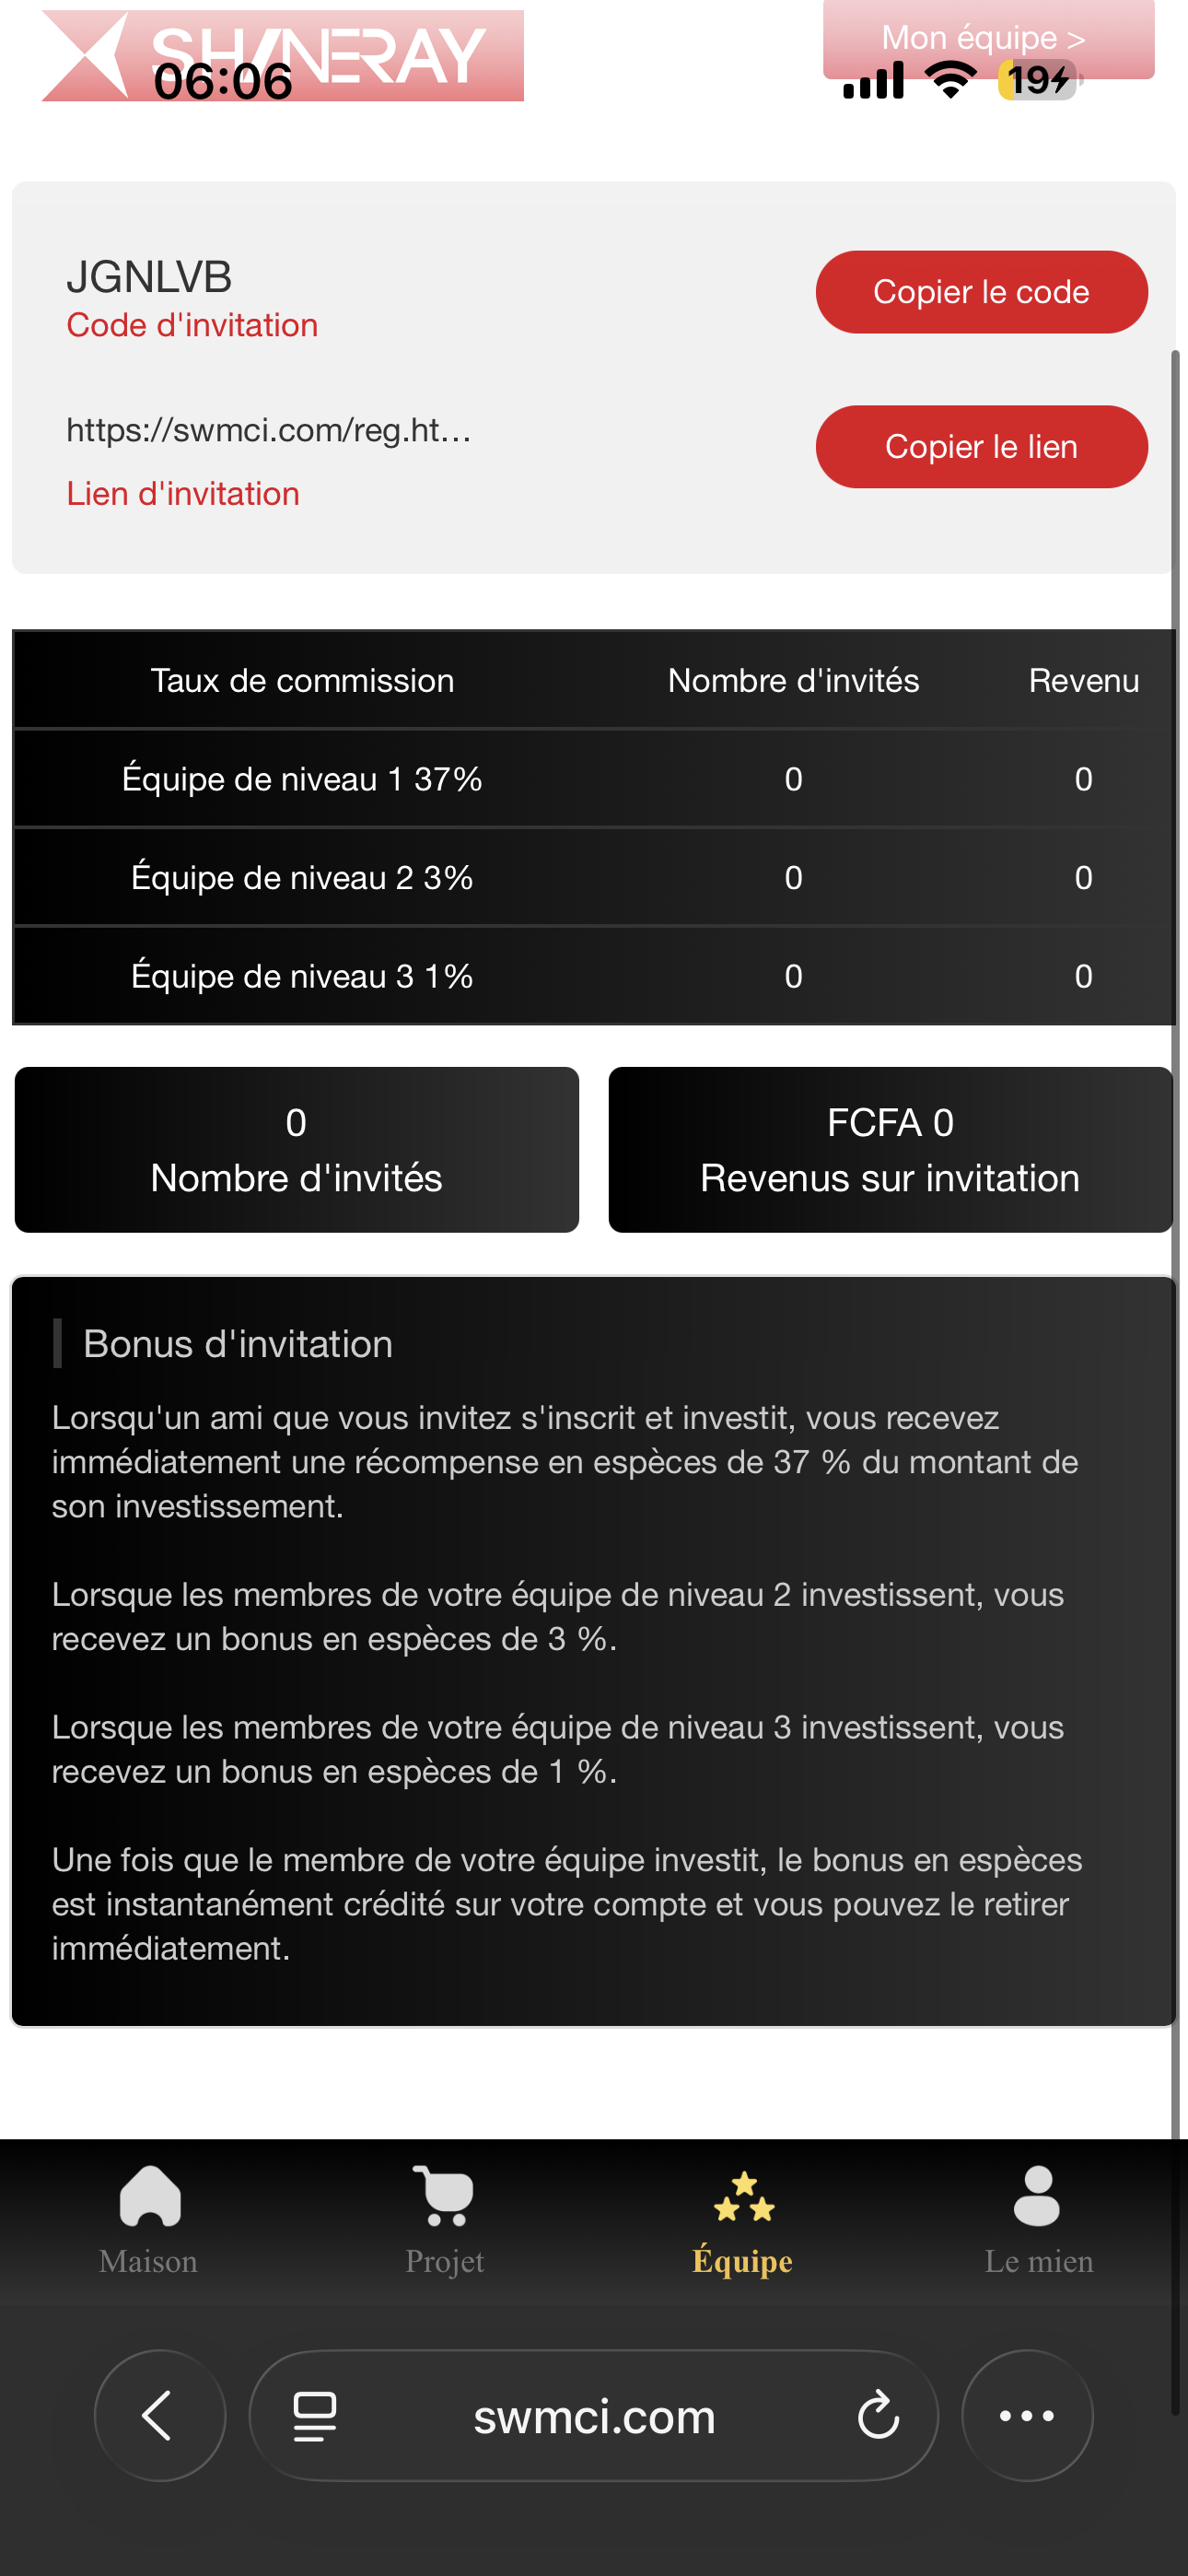 SHINERAY
Mon équipe >
06:06
19
JGNLVB
Copier le code
Code d'invitation
https://swmci.com/reg.ht...
Copier le lien
Lien d'invitation
Taux de commission Nombre d'invités Revenu
Équipe de niveau 1 37% 0 0
Équipe de niveau 2 3% 0 0
Équipe de niveau 3 1% 0 0
0
Nombre d'invités
FCFA 0
Revenus sur invitation
Bonus d'invitation
Lorsqu'un ami que vous invitez s'inscrit et investit, vous recevez
immédiatement une récompense en espèces de 37 % du montant de
son investissement.
Lorsque les membres de votre équipe de niveau 2 investissent, vous
recevez un bonus en espèces de 3 %.
Lorsque les membres de votre équipe de niveau 3 investissent, vous
recevez un bonus en espèces de 1 %.
Une fois que le membre de votre équipe investit, le bonus en espèces
est instantanément crédité sur votre compte et vous pouvez le retirer
immédiatement.
Maison Projet Équipe Le mien
swmci.com